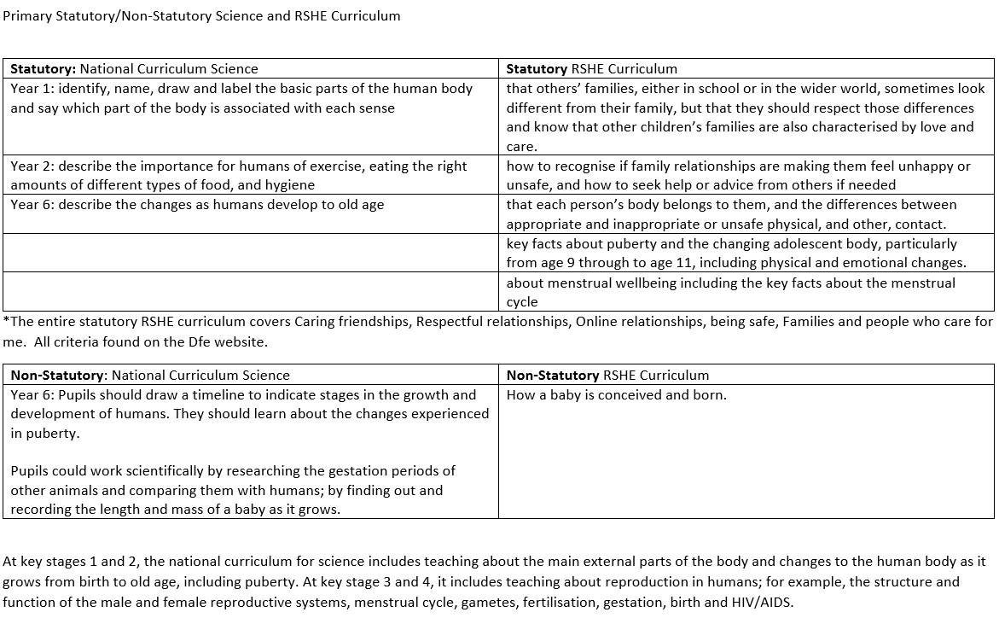 Primary Statutory/Non-Statutory Science and RSHE Curriculum
Statutory: National Curriculum Science
Statutory RSHE Curriculum
Year 1: identify, name, draw and label the basic parts of the human body
and say which part of the body is associated with each sense
that others’ families, either in school or in the wider world, sometimes look
different from their family, but that they should respect those differences
and know that other children’s families are also characterised by love and
care.
Year 2: describe the importance for humans of exercise, eating the right
amounts of different types of food, and hygiene
how to recognise if family relationships are making them feel unhappy or
unsafe, and how to seek help or advice from others if needed
Year 6: describe the changes as humans develop to old age
that each person’s body belongs to them, and the differences between
appropriate and inappropriate or unsafe physical, and other, contact.
key facts about puberty and the changing adolescent body, particularly
from age 9 through to age 11, including physical and emotional changes.
about menstrual wellbeing including the key facts about the menstrual
cycle
*The entire statutory RSHE curriculum covers Caring friendships, Respectful relationships, Online relationships, being safe, Families and people who care for
me.  All criteria found on the Dfe website.
Non-Statutory: National Curriculum Science
Non-Statutory RSHE Curriculum
Year 6: Pupils should draw a timeline to indicate stages in the growth and
development of humans. They should learn about the changes experienced
in puberty.
Pupils could work scientifically by researching the gestation periods of
other animals and comparing them with humans; by finding out and
recording the length and mass of a baby as it grows.
How a baby is conceived and born.
At key stages 1 and 2, the national curriculum for science includes teaching about the main external parts of the body and changes to the human body as it
grows from birth to old age, including puberty. At key stage 3 and 4, it includes teaching about reproduction in humans; for example, the structure and
function of the male and female reproductive systems, menstrual cycle, gametes, fertilisation, gestation, birth and HIV/AIDS.